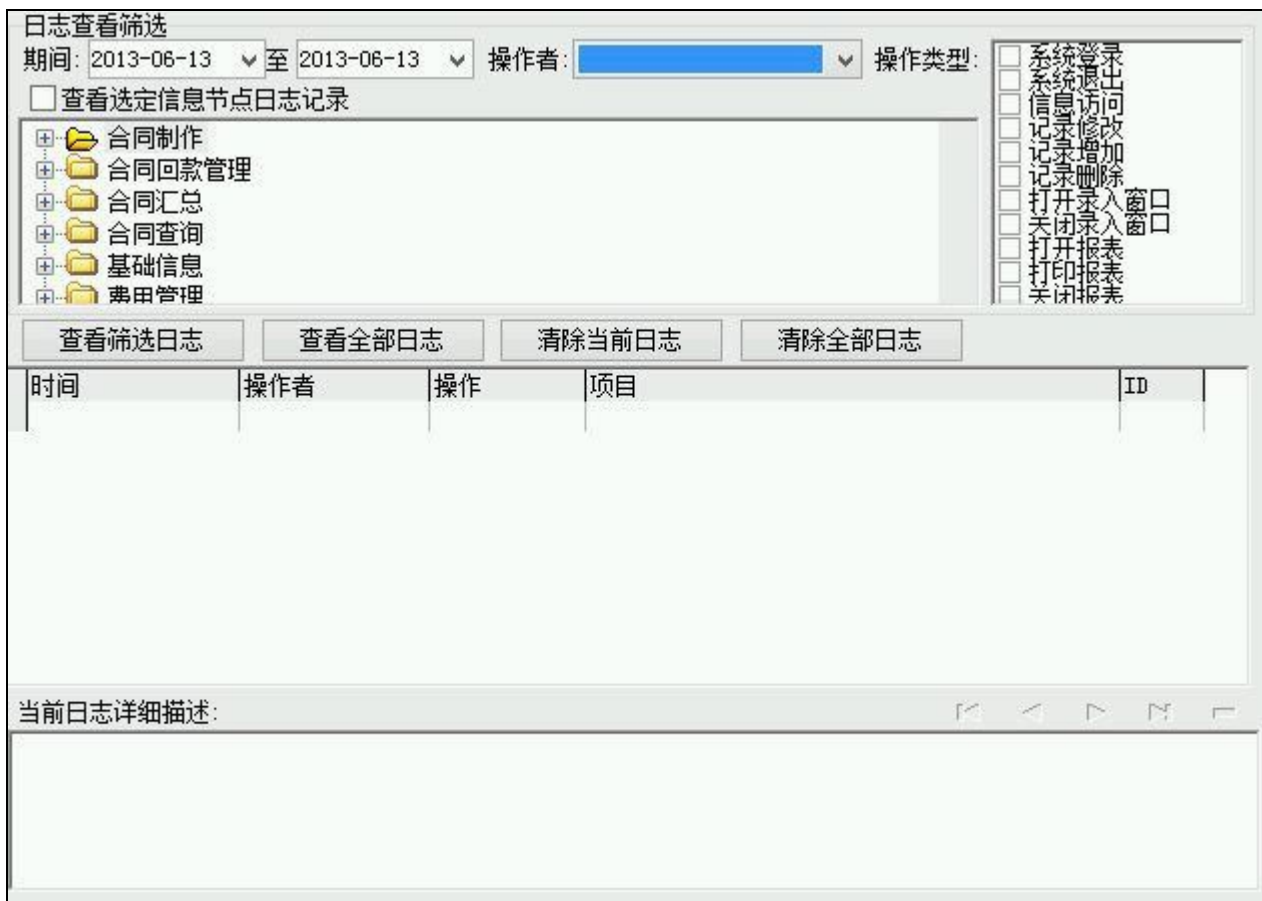 日志查看筛选
期间: 2013-06-13 至 2013-06-13 操作者: 操作类型:
系统登录
系统退出
信息访问
记录修改
记录增加
记录删除
打开录入窗口
关闭录入窗口
打开报表
打印报表
关闭报表
查看选定信息节点日志记录
合同制作
合同回款管理
合同汇总
合同查询
基础信息
费用管理
查看筛选日志 查看全部日志 清除当前日志 清除全部日志
时间 操作者 操作 项目 ID
当前日志详细描述: